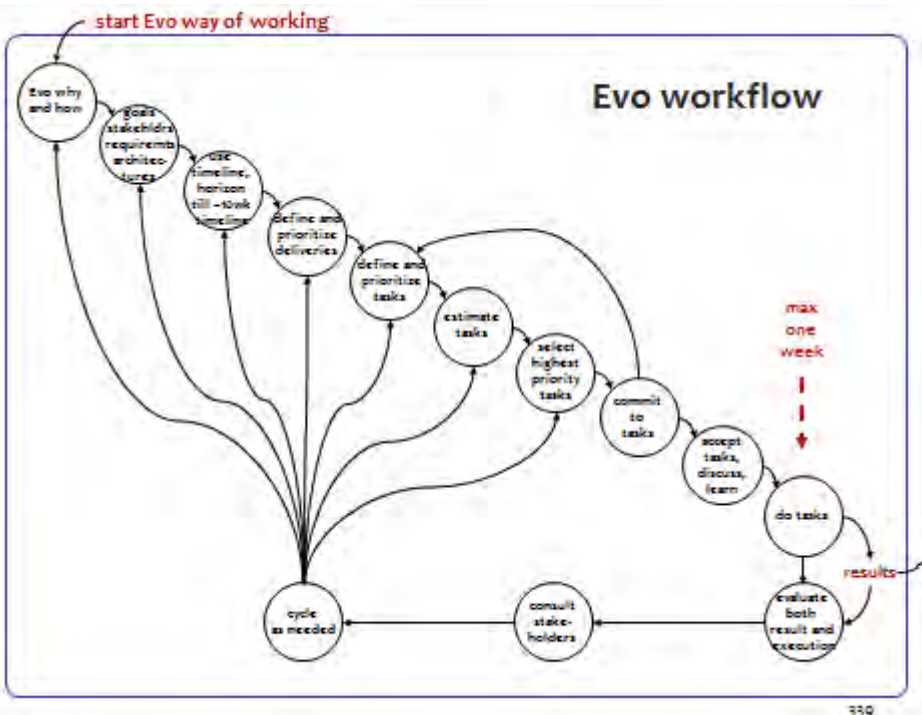 start Evo way of working
Evo workflow
Evo why
and how
goals
stakehldrs
requiremts
architec-
tures
use
timeline,
horizon
till ~10wk
timeline
define and
prioritize
deliveries
define and
prioritize
tasks
estimate
tasks
select
highest
priority
tasks
commit
to
tasks
accept
tasks,
discuss,
learn
max
one
week
do tasks
results
evaluate
both
result and
execution
consult
stake-
holders
cycle
as needed
339